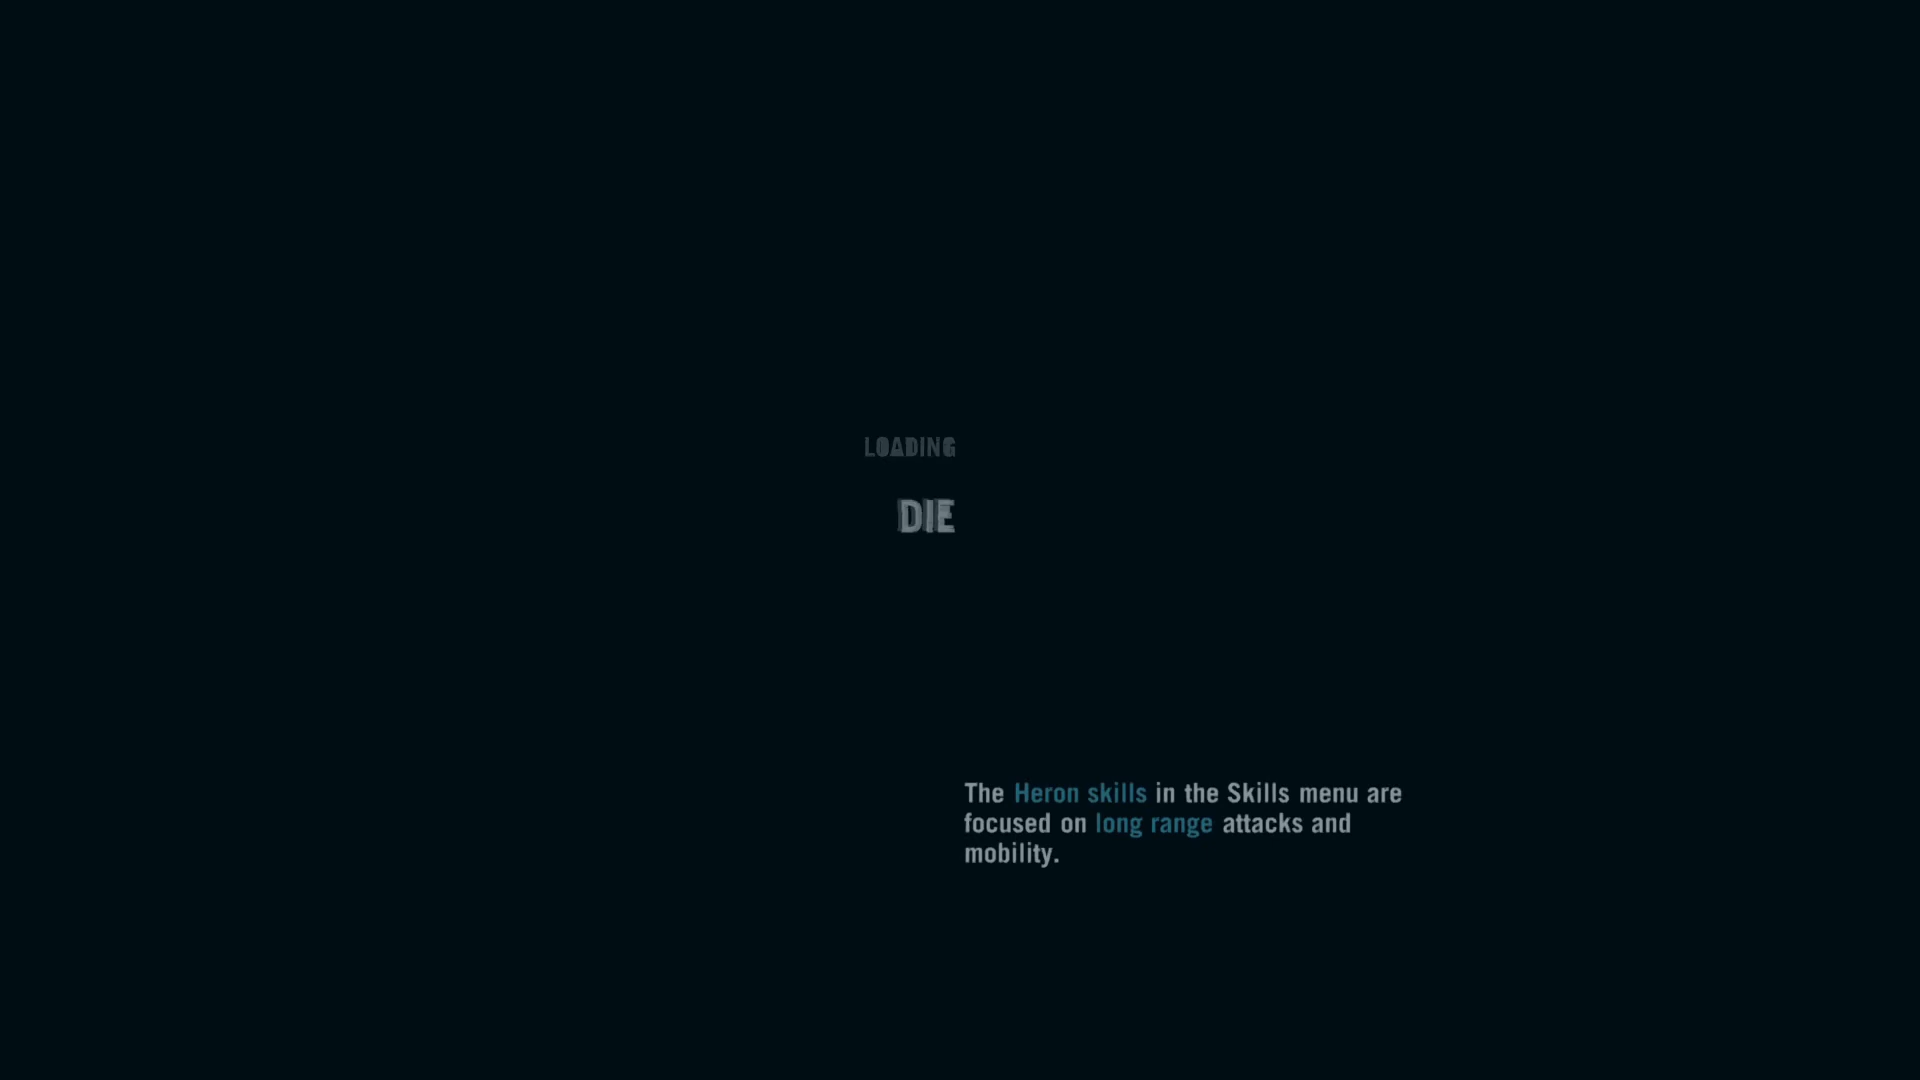 LOADING
DIE
The Heron skills in the Skills menu are
focused on long range attacks and
mobility.